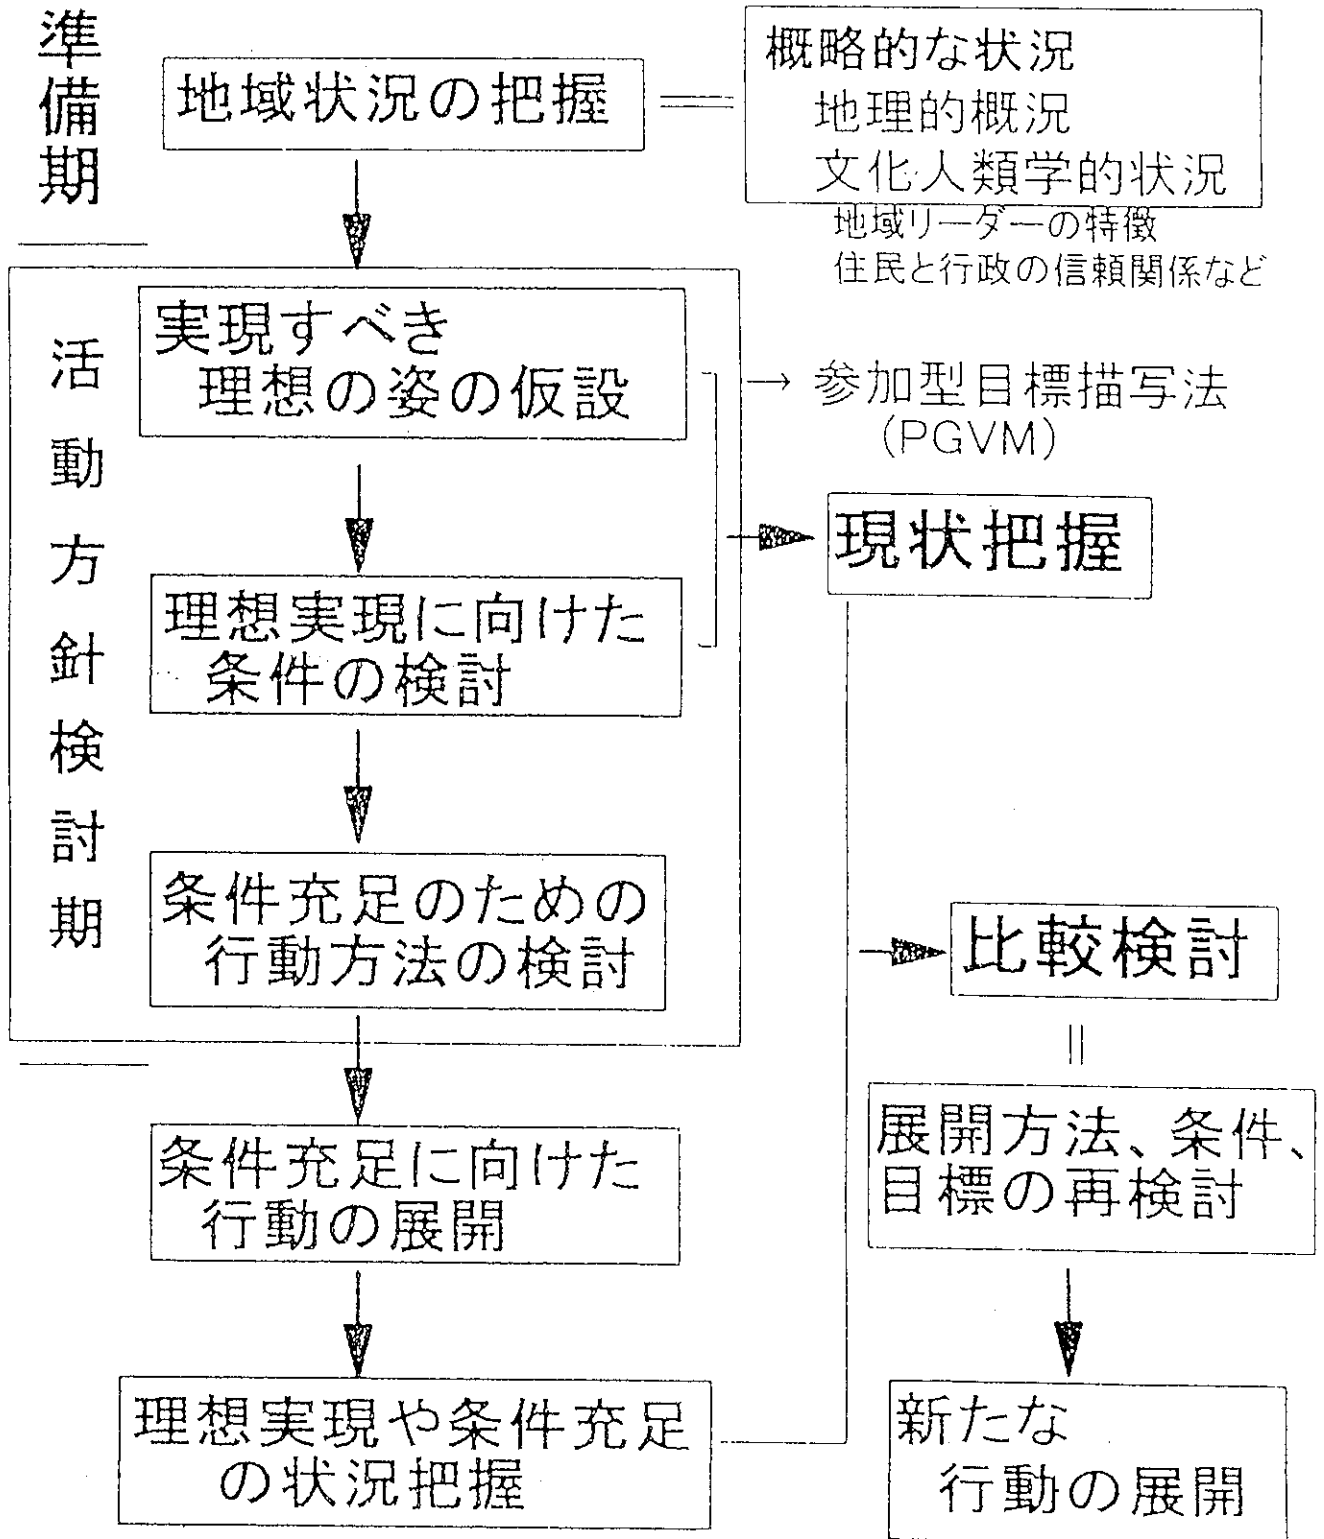 準備期
地域状況の把握
概略的な状況
地理的概況
文化人類学的状況
地域リーダーの特徴
住民と行政の信頼関係など
活動方針検討期
実現すべき
理想の姿の仮設
参加型目標描写法
(PGVM)
現状把握
理想実現に向けた
条件の検討
条件充足のための
行動方法の検討
比較検討
展開方法、条件、
目標の再検討
条件充足に向けた
行動の展開
理想実現や条件充足
の状況把握
新たな
行動の展開